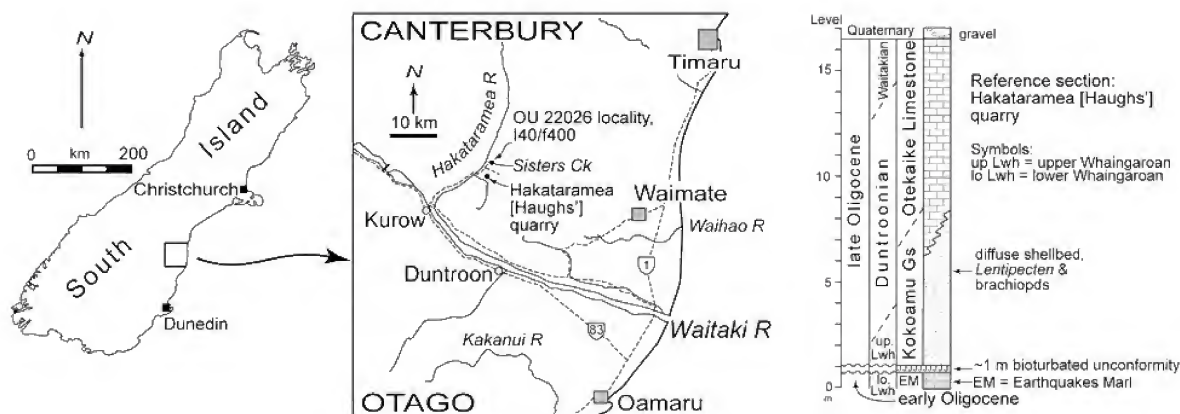 N
0 km 200
Christchurch
South Island
Dunedin
CANTERBURY
N
10 km
Hakataramea R
Timaru
OU 22026 locality,
I40/f400
Sisters Ck
Hakataramea
[Haughs']
quarry
Kurow
Waimate
Waihao R
1
Duntroon
Waitaki R
83
Kakanui R
OTAGO
Oamaru
Level
Quaternary
gravel
15
10
5
0
m
late Oligocene
early Oligocene
Waitakian
Duntroonian
up.
Lwh
lo.
Lwh
Otekaike Limestone
Kokoamu Gs
EM
Reference section:
Hakataramea [Haughs']
quarry
Symbols:
up Lwh = upper Whaingaroan
lo Lwh = lower Whaingaroan
diffuse shellbed,
Lentipecten &
brachiopds
~1 m bioturbated unconformity
EM = Earthquakes Marl